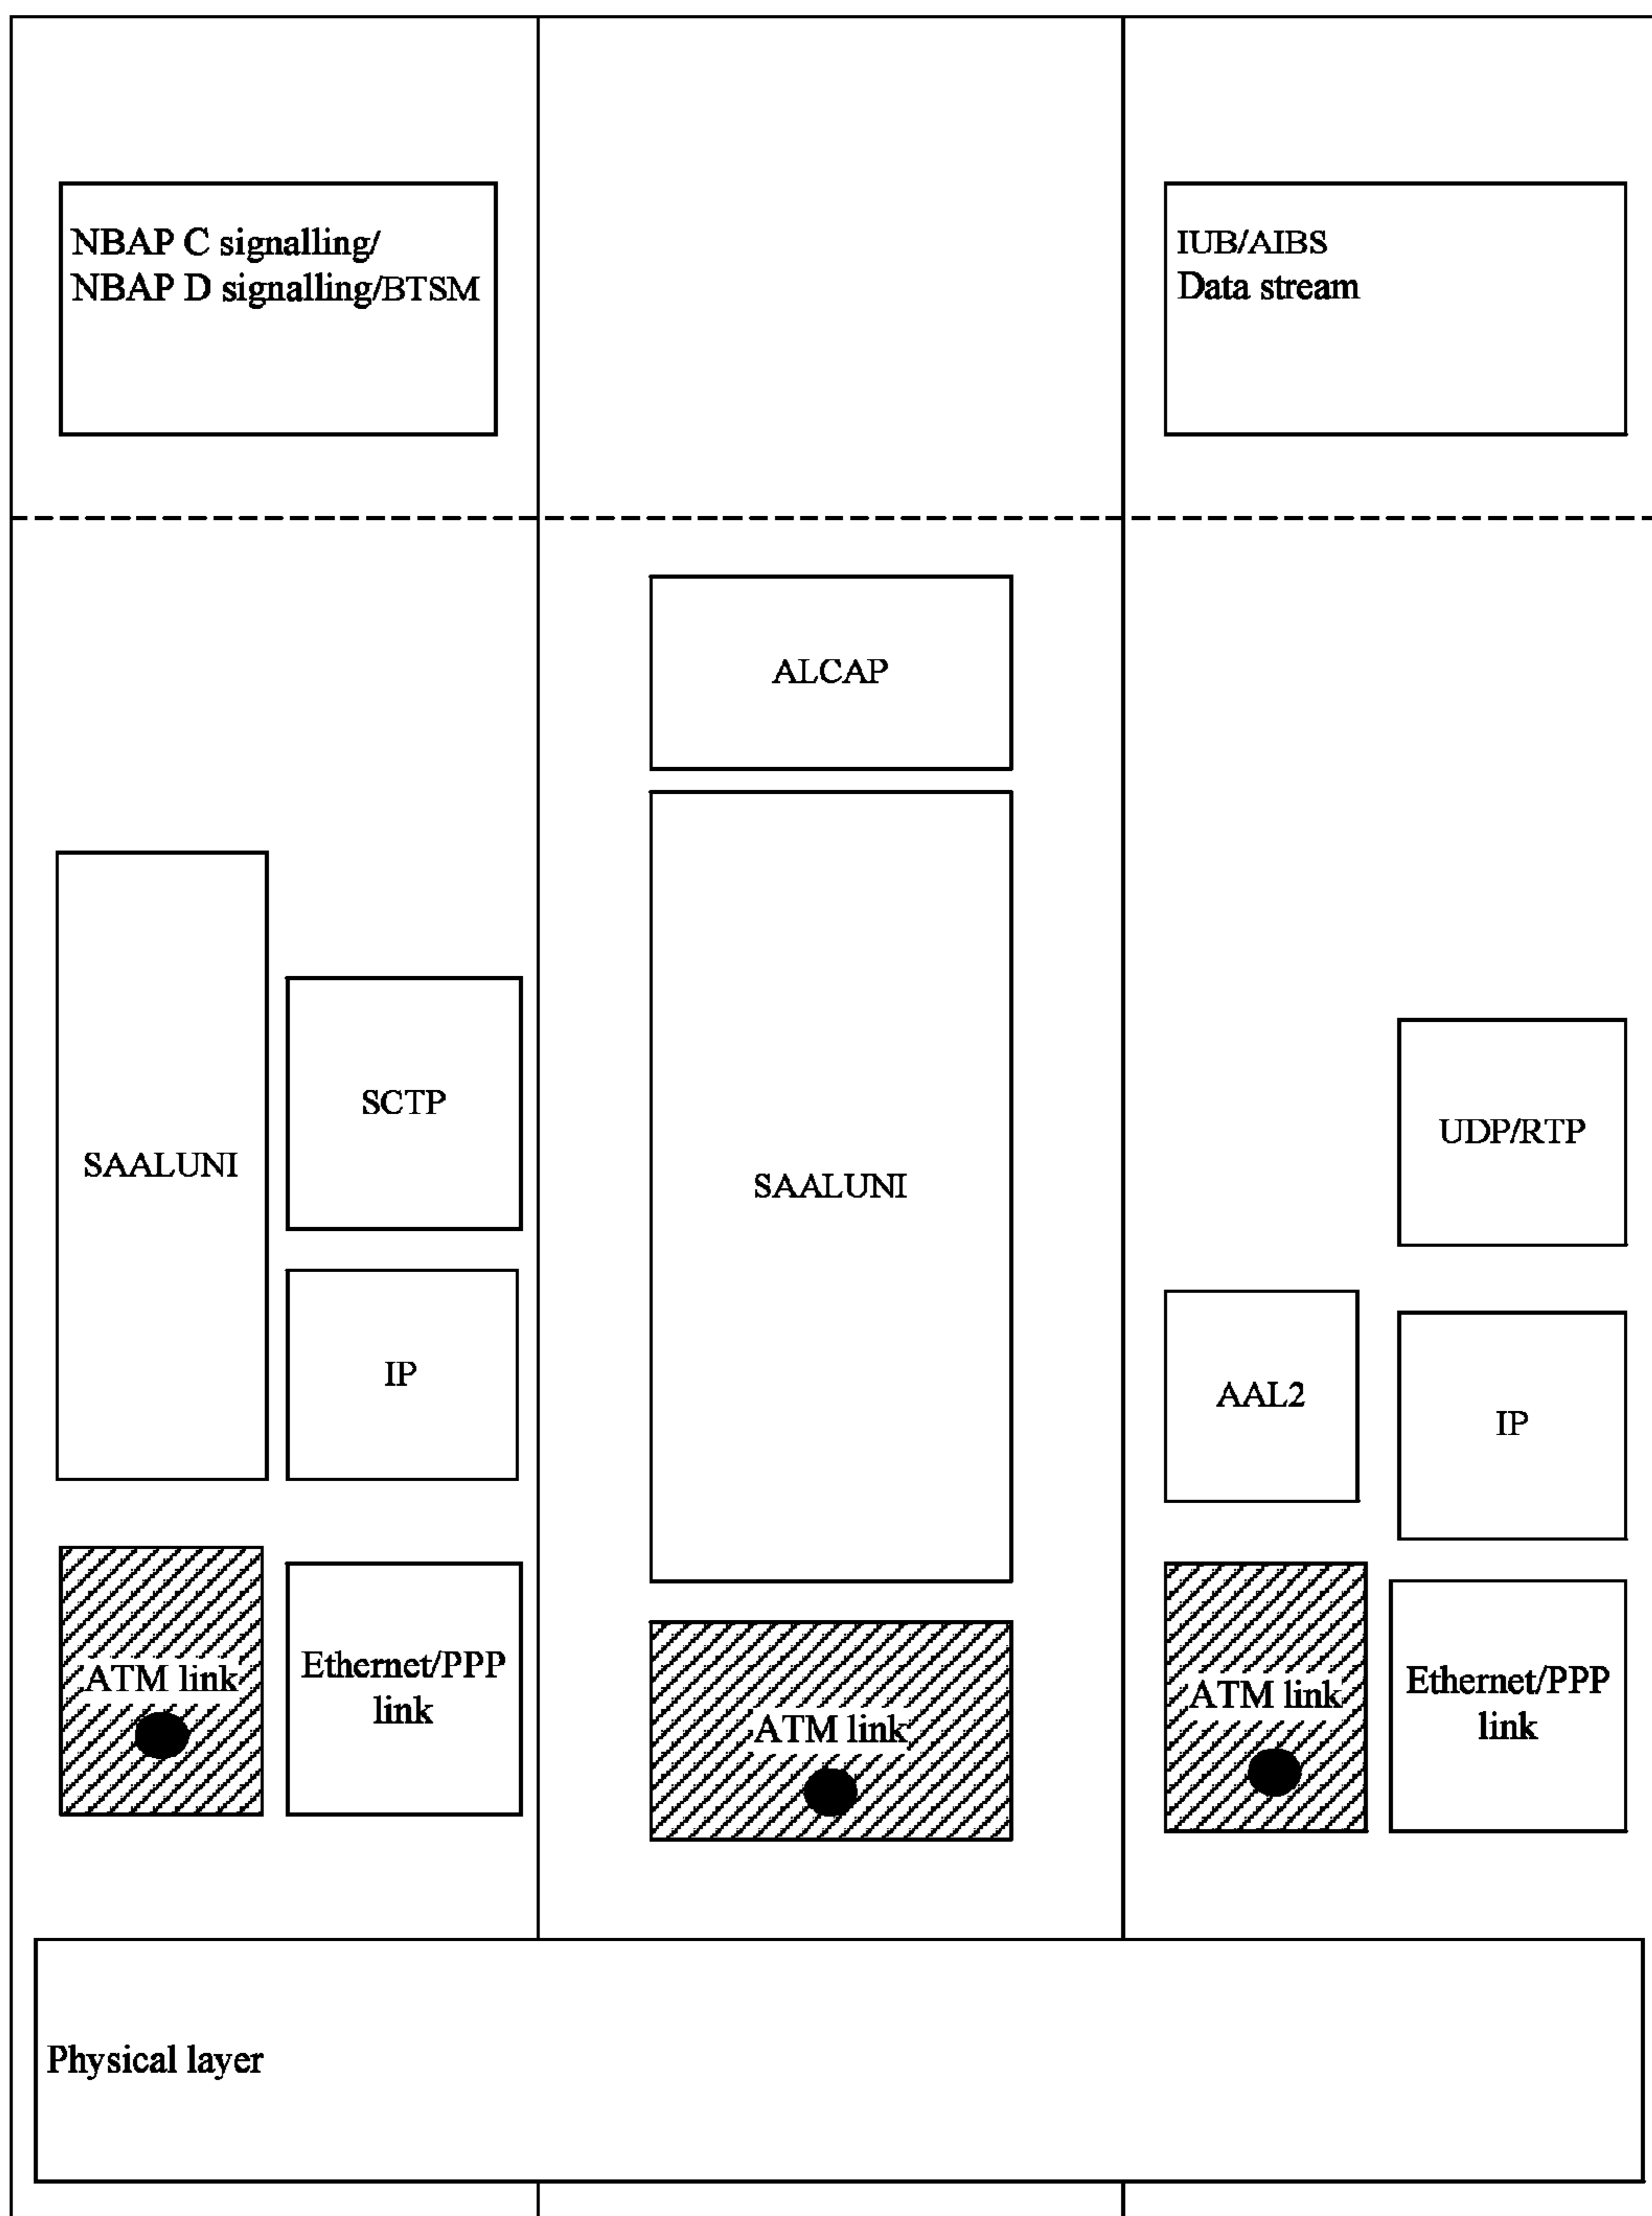 NBAP C signalling/
NBAP D signalling/BTSM
IUB/AIBS
Data stream
ALCAP
SAALUNI
SCTP
IP
ATM link
Ethernet/PPP
link
SAALUNI
ATM link
UDP/RTP
AAL2
IP
ATM link
Ethernet/PPP
link
Physical layer